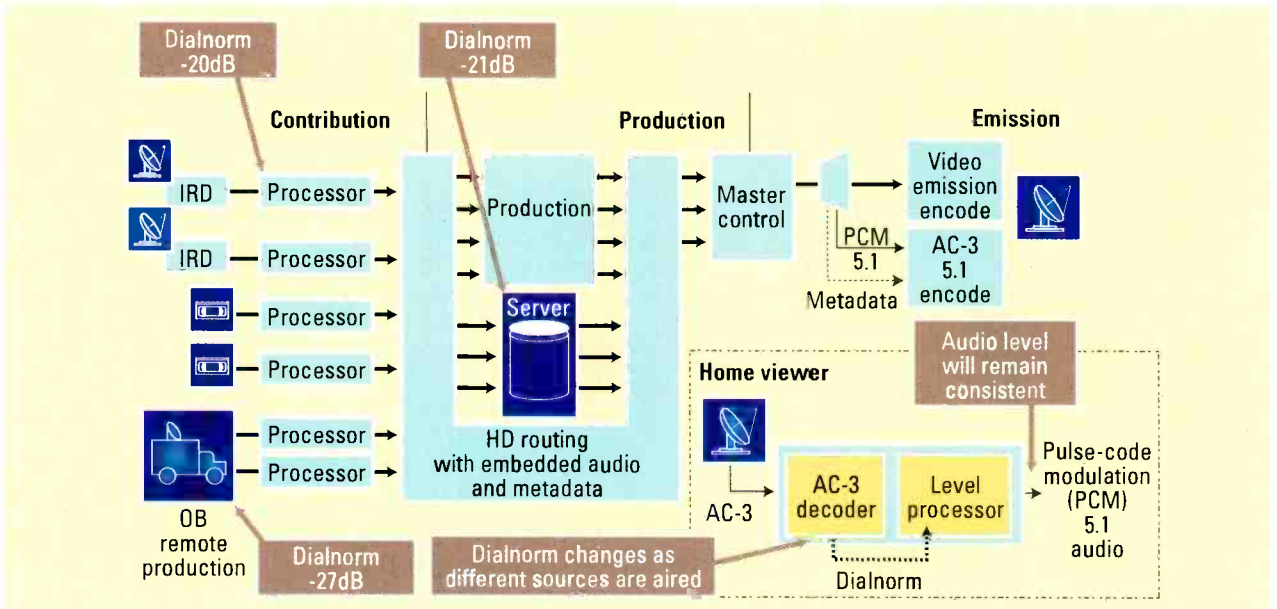 Dialnorm
-20dB
Dialnorm
-21dB
Contribution
Production
Emission
IRD
Processor
IRD
Processor
Processor
Processor
Processor
Processor
OB
remote
production
Dialnorm
-27dB
Production
Server
HD routing
with embedded audio
and metadata
Master
control
PCM
5.1
Metadata
Video
emission
encode
AC-3
5.1
encode
Home viewer
Audio level
will remain
consistent
AC-3
AC-3
decoder
Level
processor
Dialnorm
Pulse-code
modulation
(PCM)
5.1
audio
Dialnorm changes as
different sources are aired